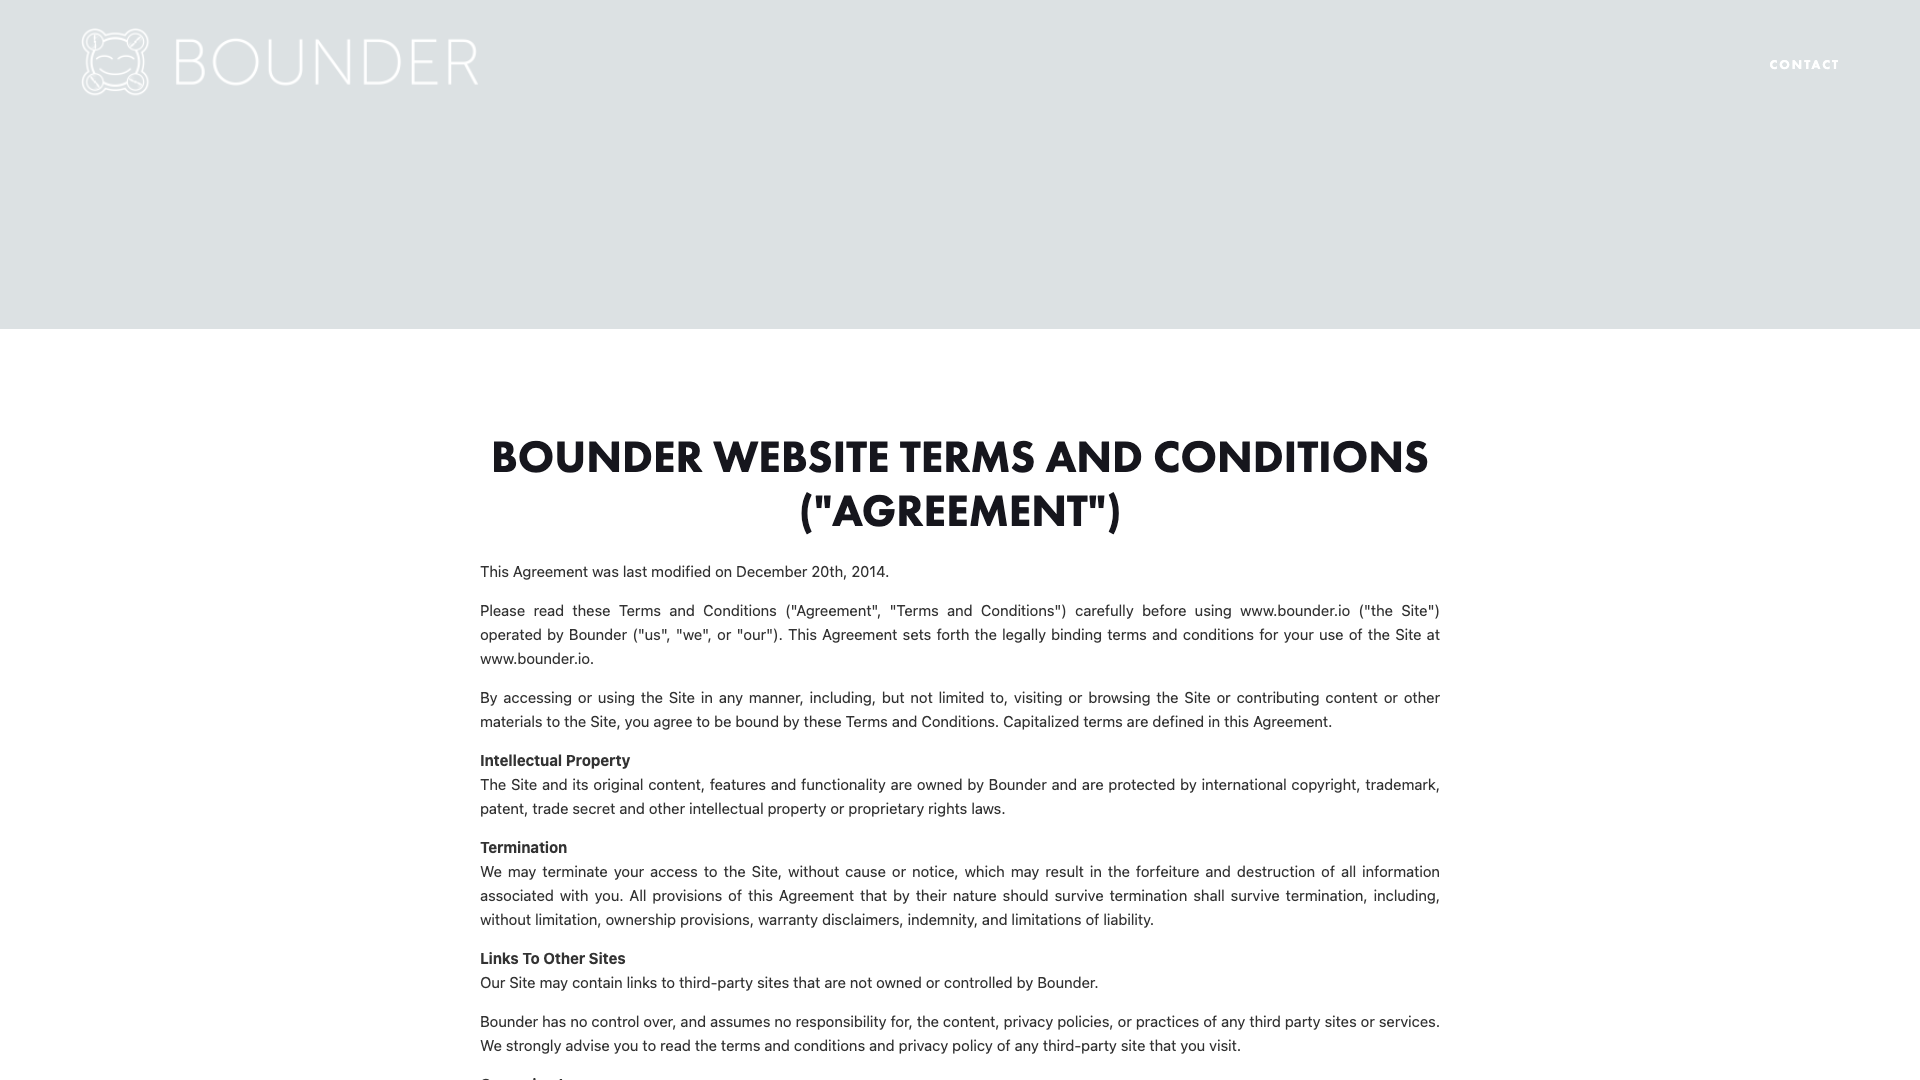 BOUNDER
CONTACT
BOUNDER WEBSITE TERMS AND CONDITIONS
("AGREEMENT")
This Agreement was last modified on December 20th, 2014.
Please read these Terms and Conditions ("Agreement", "Terms and Conditions") carefully before using www.bounder.io ("the Site")
operated by Bounder ("us", "we", or "our"). This Agreement sets forth the legally binding terms and conditions for your use of the Site at
www.bounder.io.
By accessing or using the Site in any manner, including, but not limited to, visiting or browsing the Site or contributing content or other
materials to the Site, you agree to be bound by these Terms and Conditions. Capitalized terms are defined in this Agreement.
Intellectual Property
The Site and its original content, features and functionality are owned by Bounder and are protected by international copyright, trademark,
patent, trade secret and other intellectual property or proprietary rights laws.
Termination
We may terminate your access to the Site, without cause or notice, which may result in the forfeiture and destruction of all information
associated with you. All provisions of this Agreement that by their nature should survive termination shall survive termination, including,
without limitation, ownership provisions, warranty disclaimers, indemnity, and limitations of liability.
Links To Other Sites
Our Site may contain links to third-party sites that are not owned or controlled by Bounder.
Bounder has no control over, and assumes no responsibility for, the content, privacy policies, or practices of any third party sites or services.
We strongly advise you to read the terms and conditions and privacy policy of any third-party site that you visit.